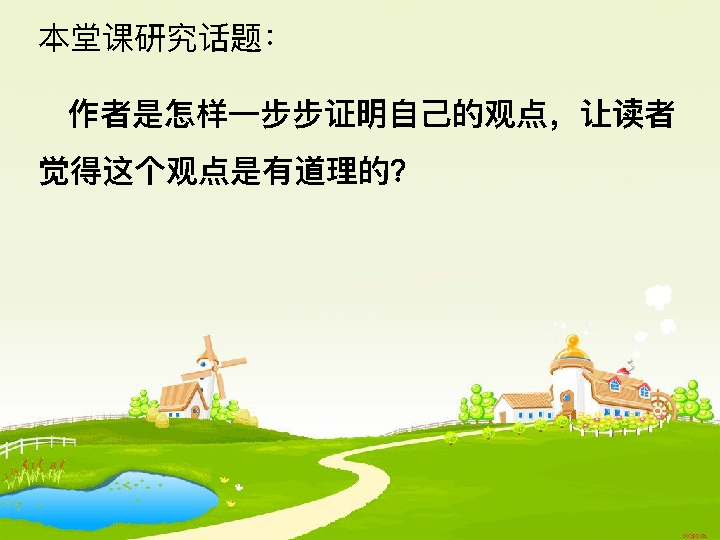 本堂课研究话题：
作者是怎样一步步证明自己的观点，让读者
觉得这个观点是有道理的?